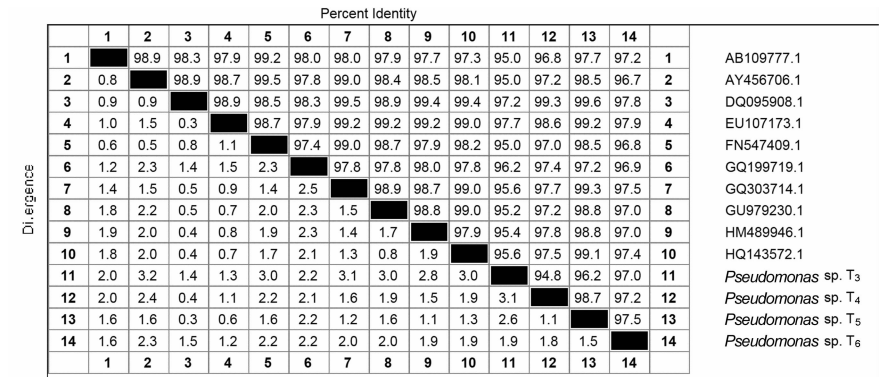 Percent Identity
1 2 3 4 5 6 7 8 9 10 11 12 13 14
1 98.9 98.3 97.9 99.2 98.0 98.0 97.9 97.7 97.3 95.0 96.8 97.7 97.2 1 AB109777.1
2 0.8 98.9 98.7 99.5 97.8 99.0 98.4 98.5 98.1 95.0 97.2 98.5 96.7 2 AY456706.1
3 0.9 0.9 98.9 98.5 98.3 99.5 98.9 99.4 99.4 97.2 99.3 99.6 97.8 3 DQ095908.1
4 1.0 1.5 0.3 98.7 97.9 99.2 99.2 99.2 99.0 97.7 98.6 99.2 97.9 4 EU107173.1
5 0.6 0.5 0.8 1.1 97.4 99.0 98.7 97.9 98.2 95.0 97.0 98.5 96.8 5 FN547409.1
6 1.2 2.3 1.4 1.5 2.3 97.8 97.8 98.0 97.8 96.2 97.4 97.2 96.9 6 GQ199719.1
7 1.4 1.5 0.5 0.9 1.4 2.5 98.9 98.7 99.0 95.6 97.7 99.3 97.5 7 GQ303714.1
8 1.8 2.2 0.5 0.7 2.0 2.3 1.5 98.8 99.0 95.2 97.2 98.8 97.0 8 GU979230.1
9 1.9 2.0 0.4 0.8 1.9 2.3 1.4 1.7 97.9 95.4 97.8 98.8 97.0 9 HM489946.1
10 1.8 2.0 0.4 0.7 1.7 2.1 1.3 0.8 1.9 95.6 97.5 99.1 97.4 10 HQ143572.1
11 2.0 3.2 1.4 1.3 3.0 2.2 3.1 3.0 2.8 3.0 94.8 96.2 97.0 11 Pseudomonas sp. T₃
12 2.0 2.4 0.4 1.1 2.2 2.1 1.6 1.9 1.5 1.9 3.1 98.7 97.2 12 Pseudomonas sp. T₄
13 1.6 1.6 0.3 0.6 1.6 2.2 1.2 1.6 1.1 1.3 2.6 1.1 97.5 13 Pseudomonas sp. T₅
14 1.6 2.3 1.5 1.2 2.2 2.2 2.0 2.0 1.9 1.9 1.9 1.8 1.5 14 Pseudomonas sp. T₆
1 2 3 4 5 6 7 8 9 10 11 12 13 14
Di.ergence